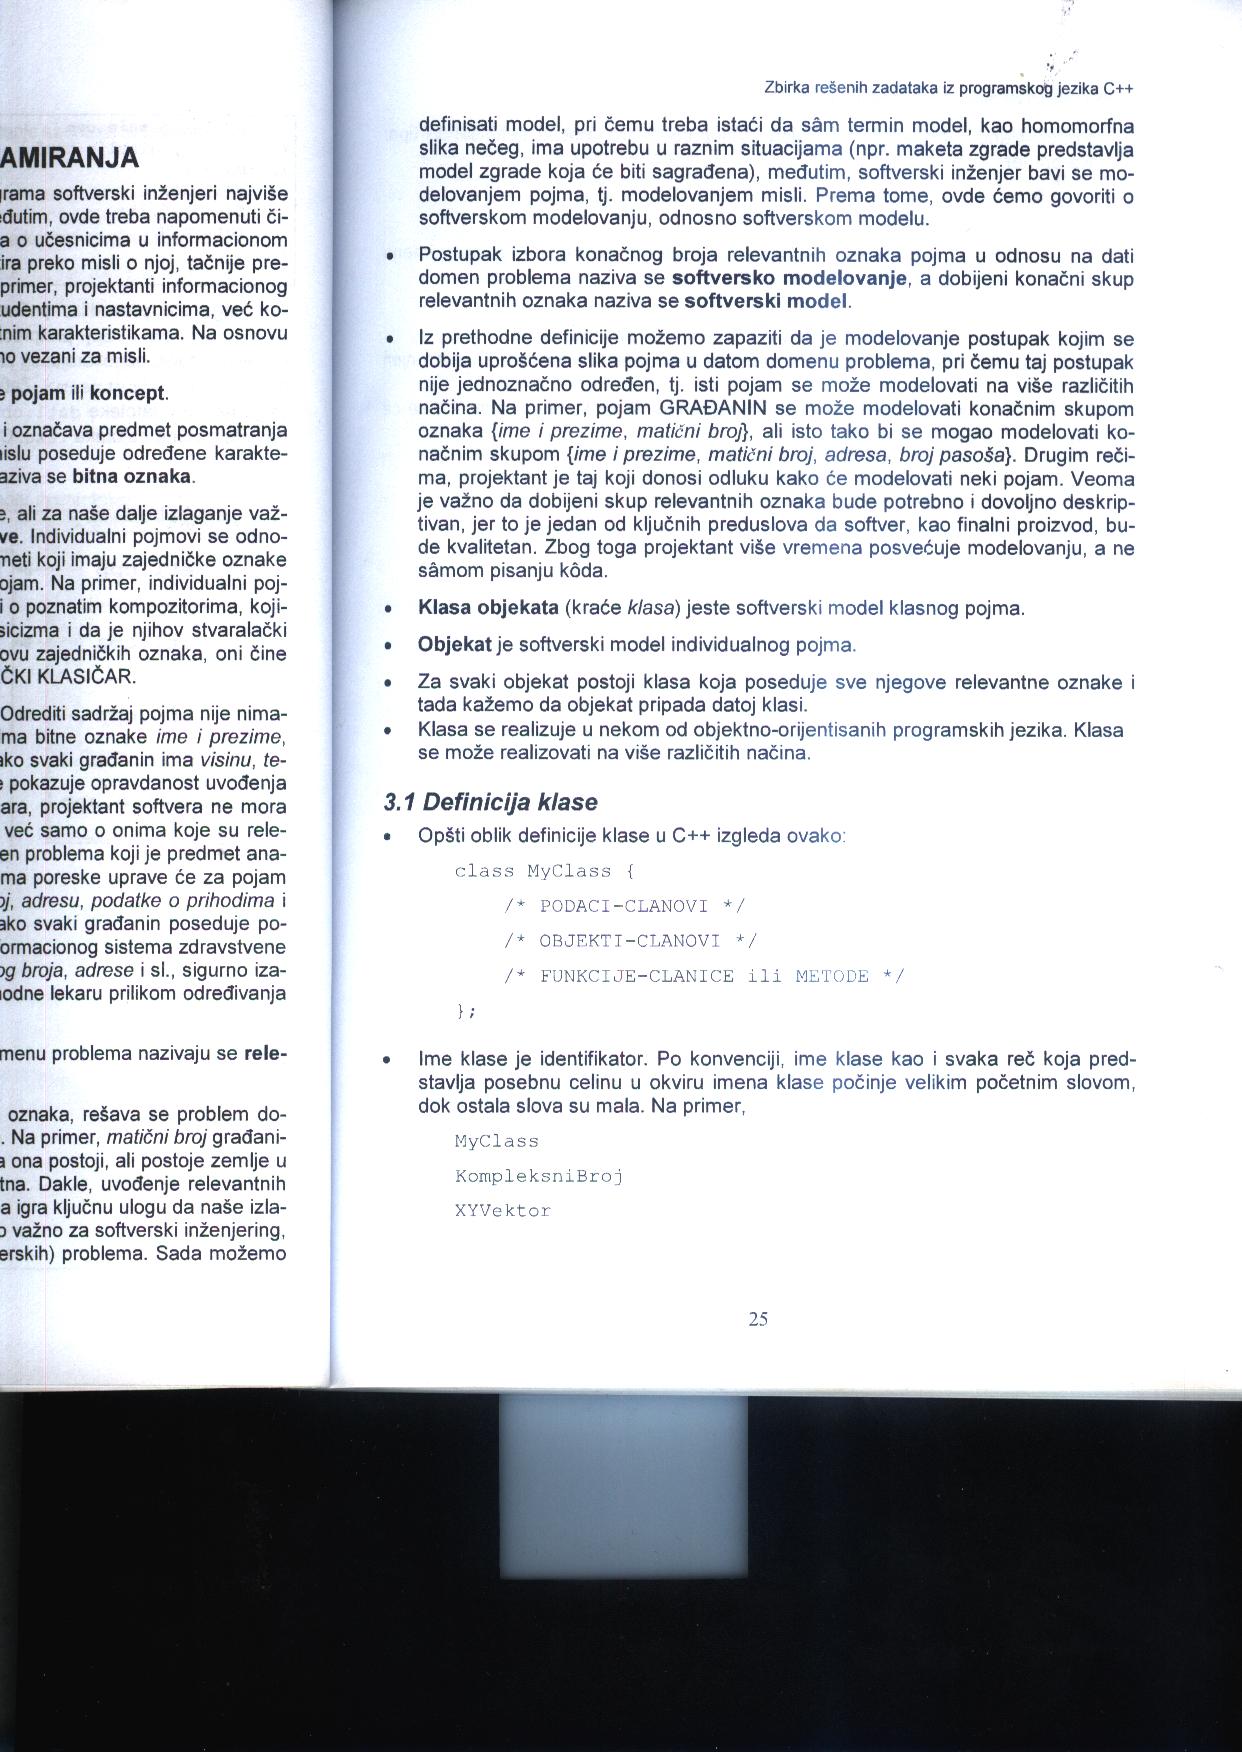 AMIRANJA
rama softverski inženjeri najviše
đutim, ovde treba napomenuti či-
a o učesnicima u informacionom
ira preko misli o njoj, tačnije pre-
primer, projektanti informacionog
udentima i nastavnicima, već ko-
nim karakteristikama. Na osnovu
o vezani za misli.
pojam ili koncept.
i označava predmet posmatranja
islu poseduje određene karakte-
aziva se bitna oznaka.
, ali za naše dalje izlaganje važ-
ve. Individualni pojmovi se odno-
meti koji imaju zajedničke oznake
ojam. Na primer, individualni poj-
i o poznatim kompozitorima, koji-
sicizma i da je njihov stvaralački
ovu zajedničkih oznaka, oni čine
ČKI KLASIČAR.
Odrediti sadržaj pojma nije nima-
ma bitne oznake ime i prezime,
ko svaki građanin ima visinu, te-
pokazuje opravdanost uvođenja
ara, projektant softvera ne mora
već samo o onima koje su rele-
en problema koji je predmet ana-
ma poreske uprave će za pojam
oj, adresu, podatke o prihodima i
ako svaki građanin poseduje po-
ormacionog sistema zdravstvene
og broja, adrese i sl., sigurno iza-
odne lekaru prilikom određivanja
menu problema nazivaju se rele-
oznaka, rešava se problem do-
. Na primer, matični broj građani-
a ona postoji, ali postoje zemlje u
tna. Dakle, uvođenje relevantnih
a igra ključnu ulogu da naše izla-
o važno za softverski inženjering,
erskih) problema. Sada možemo
Zbirka rešenih zadataka iz programskog jezika C++
definisati model, pri čemu treba istaći da sâm termin model, kao homomorfna
slika nečeg, ima upotrebu u raznim situacijama (npr. maketa zgrade predstavlja
model zgrade koja će biti sagrađena), međutim, softverski inženjer bavi se mo-
delovanjem pojma, tj. modelovanjem misli. Prema tome, ovde ćemo govoriti o
softverskom modelovanju, odnosno softverskom modelu.
• Postupak izbora konačnog broja relevantnih oznaka pojma u odnosu na dati
domen problema naziva se softversko modelovanje, a dobijeni konačni skup
relevantnih oznaka naziva se softverski model.
• Iz prethodne definicije možemo zapaziti da je modelovanje postupak kojim se
dobija uprošćena slika pojma u datom domenu problema, pri čemu taj postupak
nije jednoznačno određen, tj. isti pojam se može modelovati na više različitih
načina. Na primer, pojam GRAĐANIN se može modelovati konačnim skupom
oznaka {ime i prezime, matični broj}, ali isto tako bi se mogao modelovati ko-
načnim skupom {ime i prezime, matični broj, adresa, broj pasoša}. Drugim reči-
ma, projektant je taj koji donosi odluku kako će modelovati neki pojam. Veoma
je važno da dobijeni skup relevantnih oznaka bude potrebno i dovoljno deskrip-
tivan, jer to je jedan od ključnih preduslova da softver, kao finalni proizvod, bu-
de kvalitetan. Zbog toga projektant više vremena posvećuje modelovanju, a ne
sâmom pisanju kôda.
• Klasa objekata (kraće klasa) jeste softverski model klasnog pojma.
• Objekat je softverski model individualnog pojma.
• Za svaki objekat postoji klasa koja poseduje sve njegove relevantne oznake i
tada kažemo da objekat pripada datoj klasi.
• Klasa se realizuje u nekom od objektno-orijentisanih programskih jezika. Klasa
se može realizovati na više različitih načina.
3.1 Definicija klase
• Opšti oblik definicije klase u C++ izgleda ovako:
class MyClass {
/* PODACI-CLANOVI */
/* OBJEKTI-CLANOVI */
/* FUNKCIJE-CLANICE ili METODE */
};
• Ime klase je identifikator. Po konvenciji, ime klase kao i svaka reč koja pred-
stavlja posebnu celinu u okviru imena klase počinje velikim početnim slovom,
dok ostala slova su mala. Na primer,
MyClass
KompleksniBroj
XYVektor
25